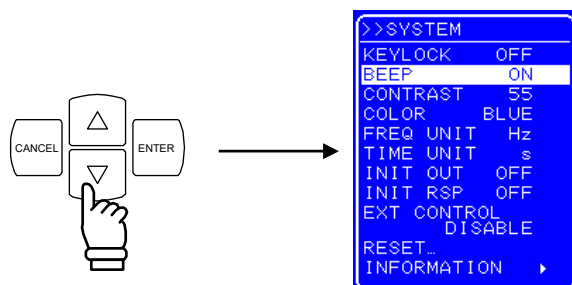 CANCEL
ENTER
>>SYSTEM
KEYLOCK OFF
BEEP ON
CONTRAST 55
COLOR BLUE
FREQ UNIT Hz
TIME UNIT s
INIT OUT OFF
INIT RSP OFF
EXT CONTROL
DISABLE
RESET…
INFORMATION